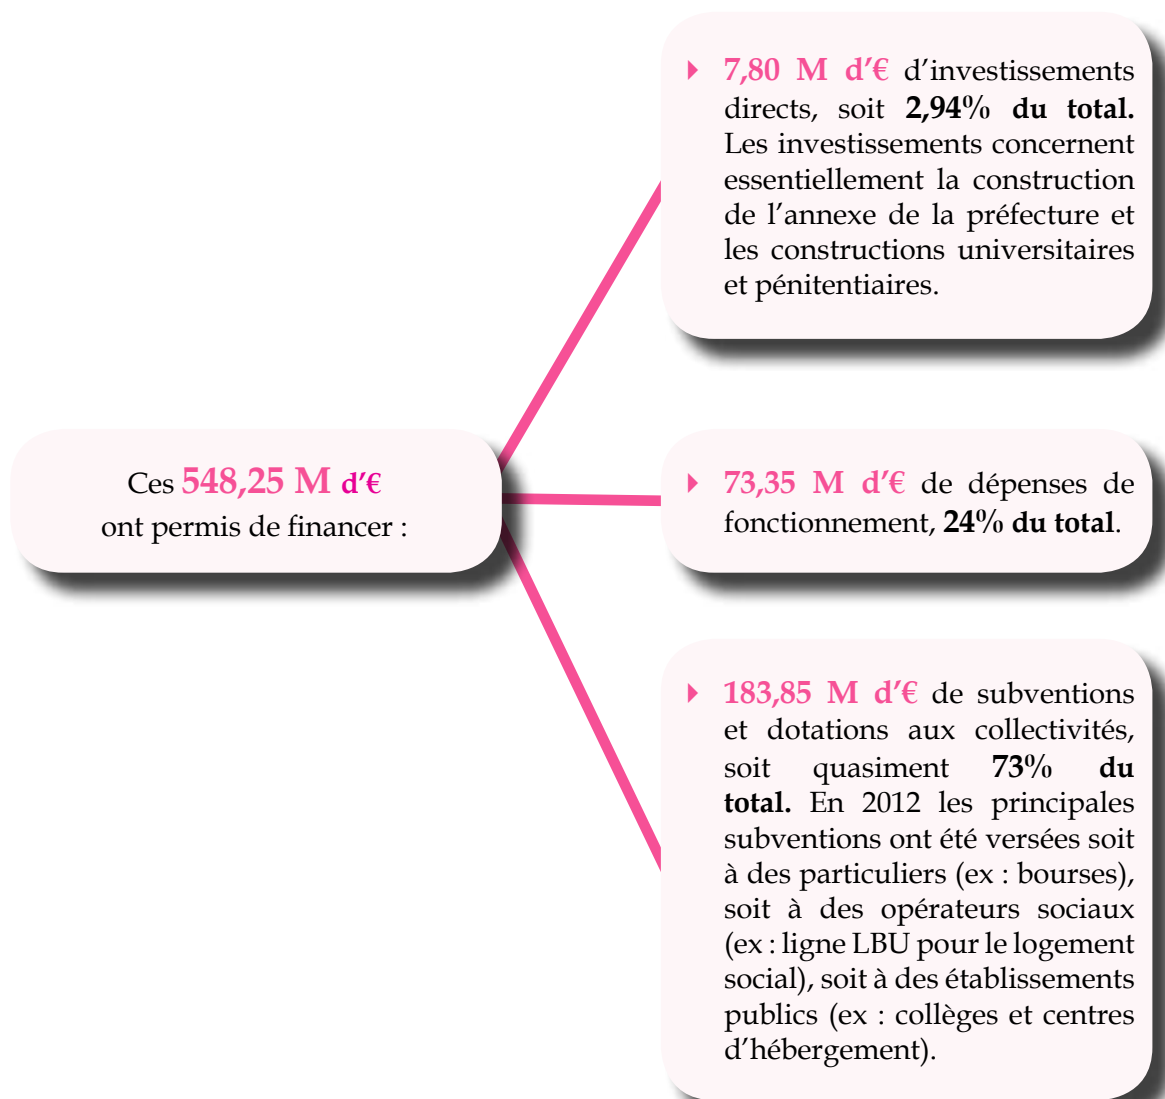 Ces 548,25 M d'€
ont permis de financer :
7,80 M d'€ d'investissements
directs, soit 2,94% du total.
Les investissements concernent
essentiellement la construction
de l'annexe de la préfecture et
les constructions universitaires
et pénitentiaires.
73,35 M d'€ de dépenses de
fonctionnement, 24% du total.
183,85 M d'€ de subventions
et dotations aux collectivités,
soit quasiment 73% du
total. En 2012 les principales
subventions ont été versées soit
à des particuliers (ex : bourses),
soit à des opérateurs sociaux
(ex : ligne LBU pour le logement
social), soit à des établissements
publics (ex : collèges et centres
d'hébergement).